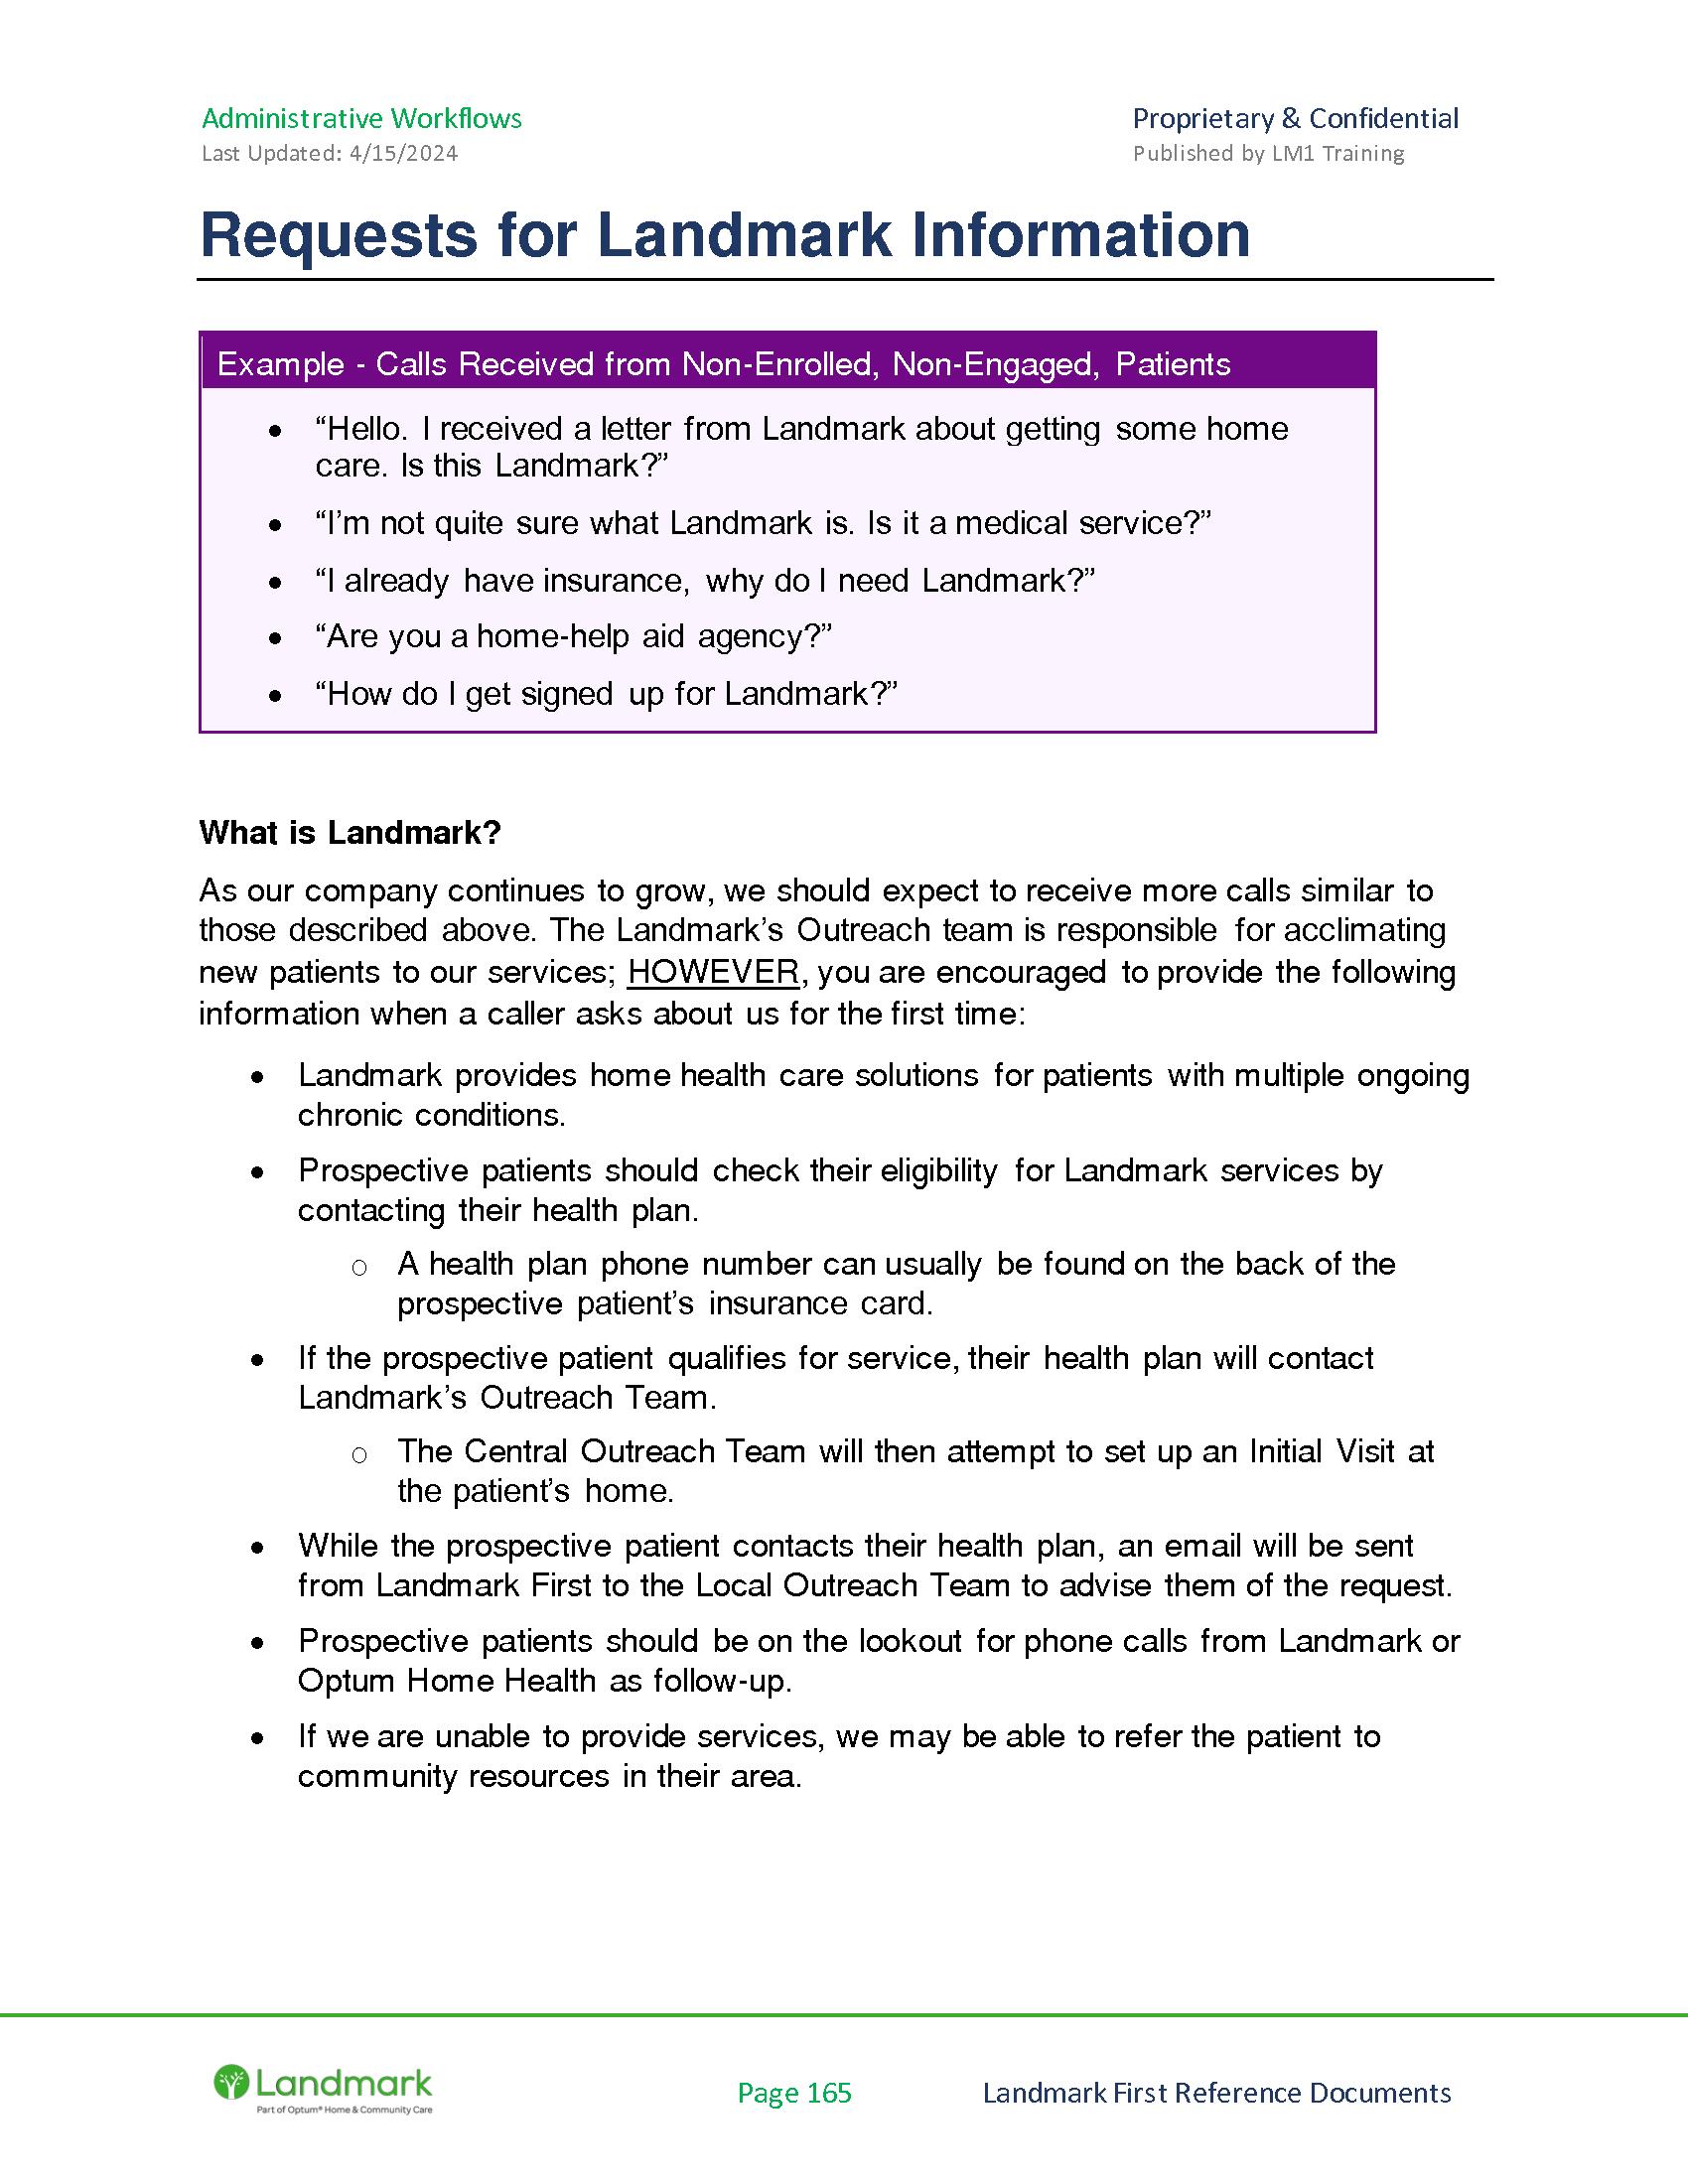 Administrative Workflows
Proprietary & Confidential
Last Updated: 4/15/2024
Published by LM1 Training
Requests for Landmark Information
Example - Calls Received from Non-Enrolled, Non-Engaged, Patients
• “Hello. I received a letter from Landmark about getting some home
care. Is this Landmark?”
• “I’m not quite sure what Landmark is. Is it a medical service?”
• “I already have insurance, why do I need Landmark?”
• “Are you a home-help aid agency?”
• “How do I get signed up for Landmark?”
What is Landmark?
As our company continues to grow, we should expect to receive more calls similar to
those described above. The Landmark’s Outreach team is responsible for acclimating
new patients to our services; HOWEVER, you are encouraged to provide the following
information when a caller asks about us for the first time:
• Landmark provides home health care solutions for patients with multiple ongoing
chronic conditions.
• Prospective patients should check their eligibility for Landmark services by
contacting their health plan.
o A health plan phone number can usually be found on the back of the
prospective patient’s insurance card.
• If the prospective patient qualifies for service, their health plan will contact
Landmark’s Outreach Team.
o The Central Outreach Team will then attempt to set up an Initial Visit at
the patient’s home.
• While the prospective patient contacts their health plan, an email will be sent
from Landmark First to the Local Outreach Team to advise them of the request.
• Prospective patients should be on the lookout for phone calls from Landmark or
Optum Home Health as follow-up.
• If we are unable to provide services, we may be able to refer the patient to
community resources in their area.
Landmark
Part of Optum® Home & Community Care
Page 165
Landmark First Reference Documents